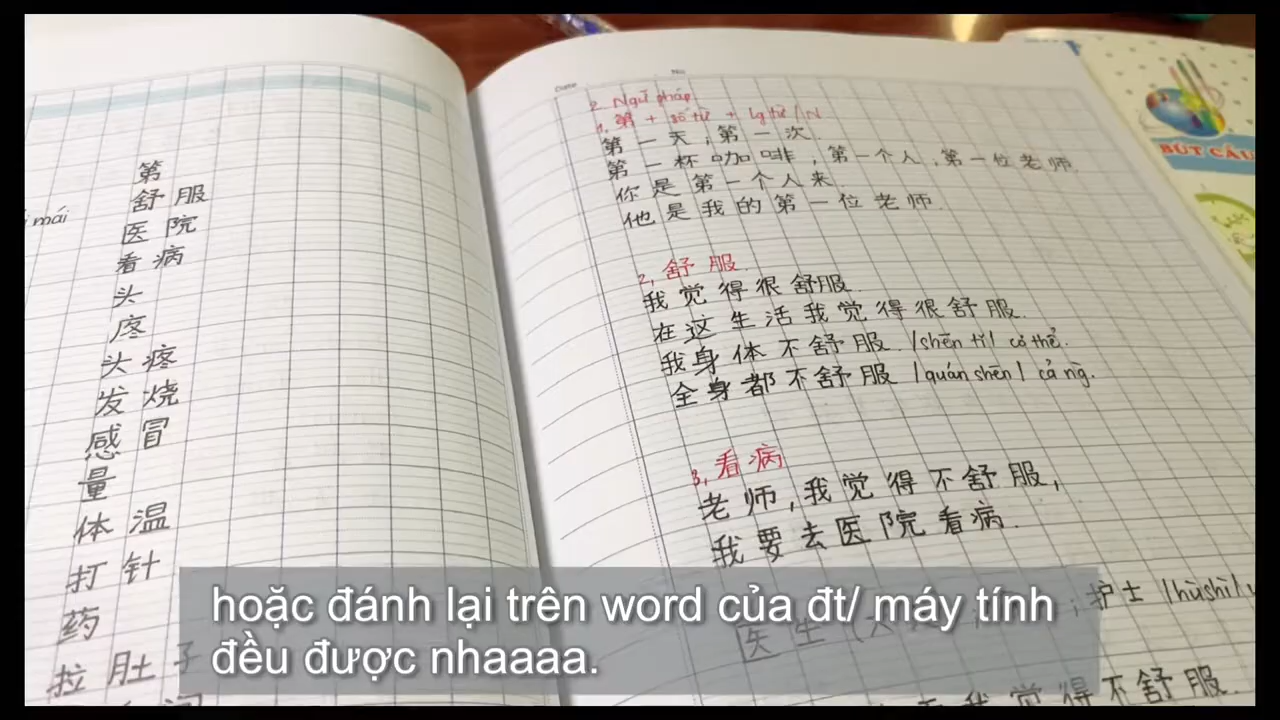 mái
第
舒服
医院
看病
头
疼
头疼
发烧
感冒
量
体温
打针
药
拉肚子
Date
No
2. Ngữ pháp
1, 第 + số từ + lg từ / N
第一天,第一次.
第一杯咖啡,第一个人,第一位老师.
你是第一个人来
他是我的第一位老师.
2, 舒服.
我觉得很舒服.
在这生活我觉得很舒服.
我身体不舒服. /shēn tǐ/ cơ thể.
全身都不舒服 /quán shēn/ cả ng.
3, 看病
老师,我觉得不舒服,
我要去医院看病.
医生
; 护士 /hùshì/ y
我觉得不舒服.
BÚT CẦU
hoặc đánh lại trên word của đt/ máy tính
đều được nhaaaa.